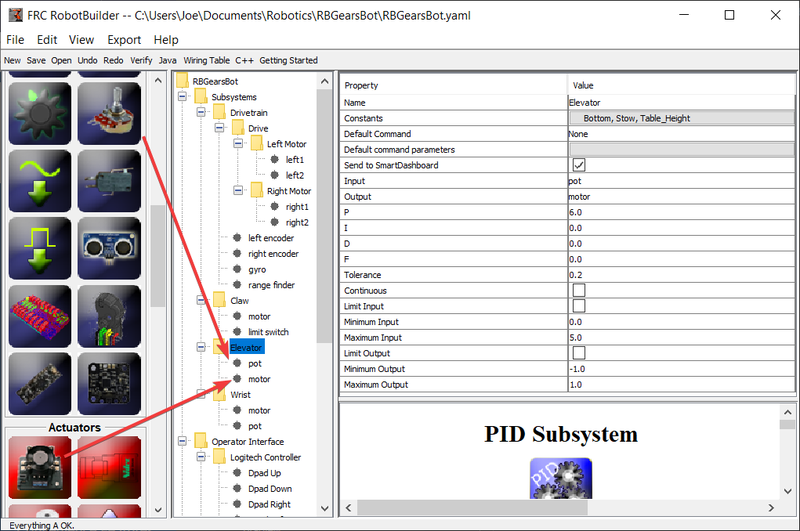 FRC RobotBuilder -- C:\Users\Joe\Documents\Robotics\RBGearsBot\RBGearsBot.yaml
File Edit View Export Help
New Save Open Undo Redo Verify Java Wiring Table C++ Getting Started
Actuators
RBGearsBot
Subsystems
Drivetrain
Drive
Left Motor
left1
left2
Right Motor
right1
right2
left encoder
right encoder
gyro
range finder
Claw
motor
limit switch
Elevator
pot
motor
Wrist
motor
pot
Operator Interface
Logitech Controller
Dpad Up
Dpad Down
Dpad Right
Property Value
Name Elevator
Constants Bottom, Stow, Table_Height
Default Command None
Default command parameters
Send to SmartDashboard
Input pot
Output motor
P 6.0
I 0.0
D 0.0
F 0.0
Tolerance 0.2
Continuous
Limit Input
Minimum Input 0.0
Maximum Input 5.0
Limit Output
Minimum Output -1.0
Maximum Output 1.0
PID Subsystem
PID
Everything A OK.